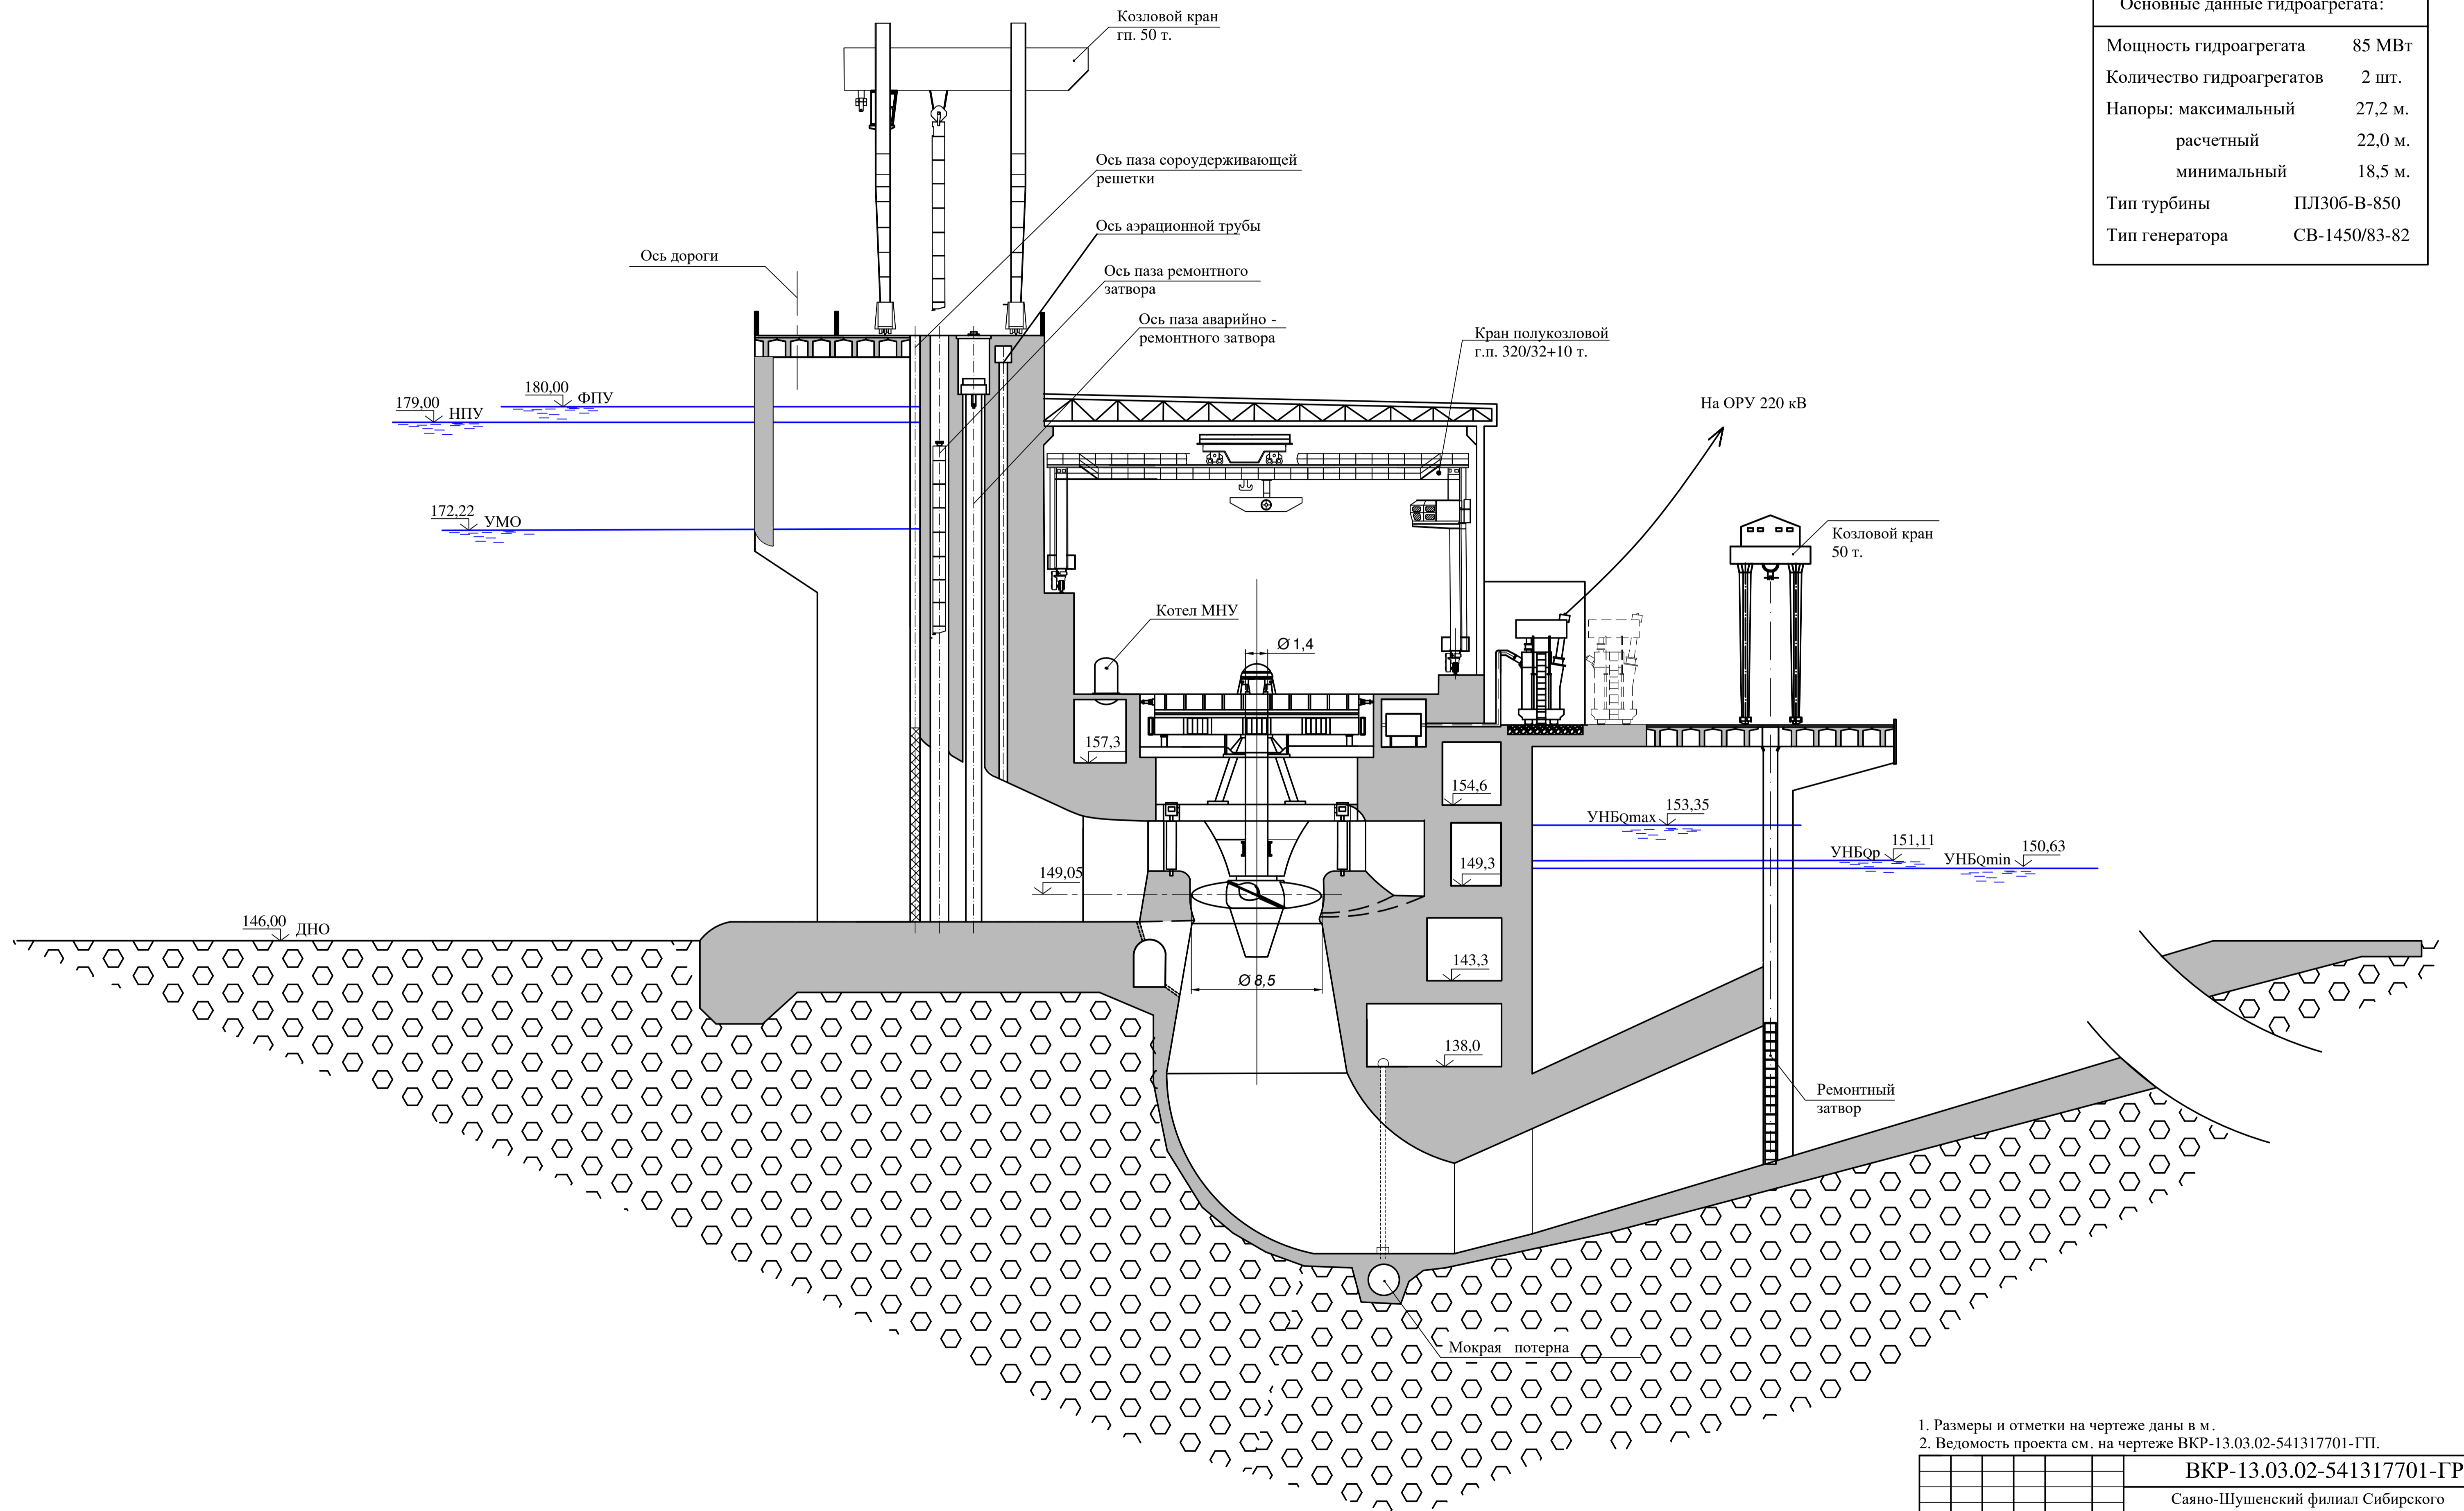 Козловой кран
гп. 50 т.
Основные данные гидроагрегата:
Мощность гидроагрегата 85 МВт
Количество гидроагрегатов 2 шт.
Напоры: максимальный 27,2 м.
расчетный 22,0 м.
минимальный 18,5 м.
Тип турбины ПЛ30б-В-850
Тип генератора СВ-1450/83-82
Ось паза сороудерживающей
решетки
Ось аэрационной трубы
Ось дороги
Ось паза ремонтного
затвора
Ось паза аварийно -
ремонтного затвора
Кран полукозловой
г.п. 320/32+10 т.
180,00 ФПУ
179,00 НПУ
На ОРУ 220 кВ
172,22 УМО
Козловой кран
50 т.
Котел МНУ
Ø 1,4
157,3
154,6
УНБQmax 153,35
149,3
УНБQр 151,11
УНБQmin 150,63
149,05
146,00 ДНО
143,3
Ø 8,5
138,0
Ремонтный
затвор
Мокрая потерна
1. Размеры и отметки на чертеже даны в м.
2. Ведомость проекта см. на чертеже ВКР-13.03.02-541317701-ГП.
ВКР-13.03.02-541317701-ГР
Саяно-Шушенский филиал Сибирского